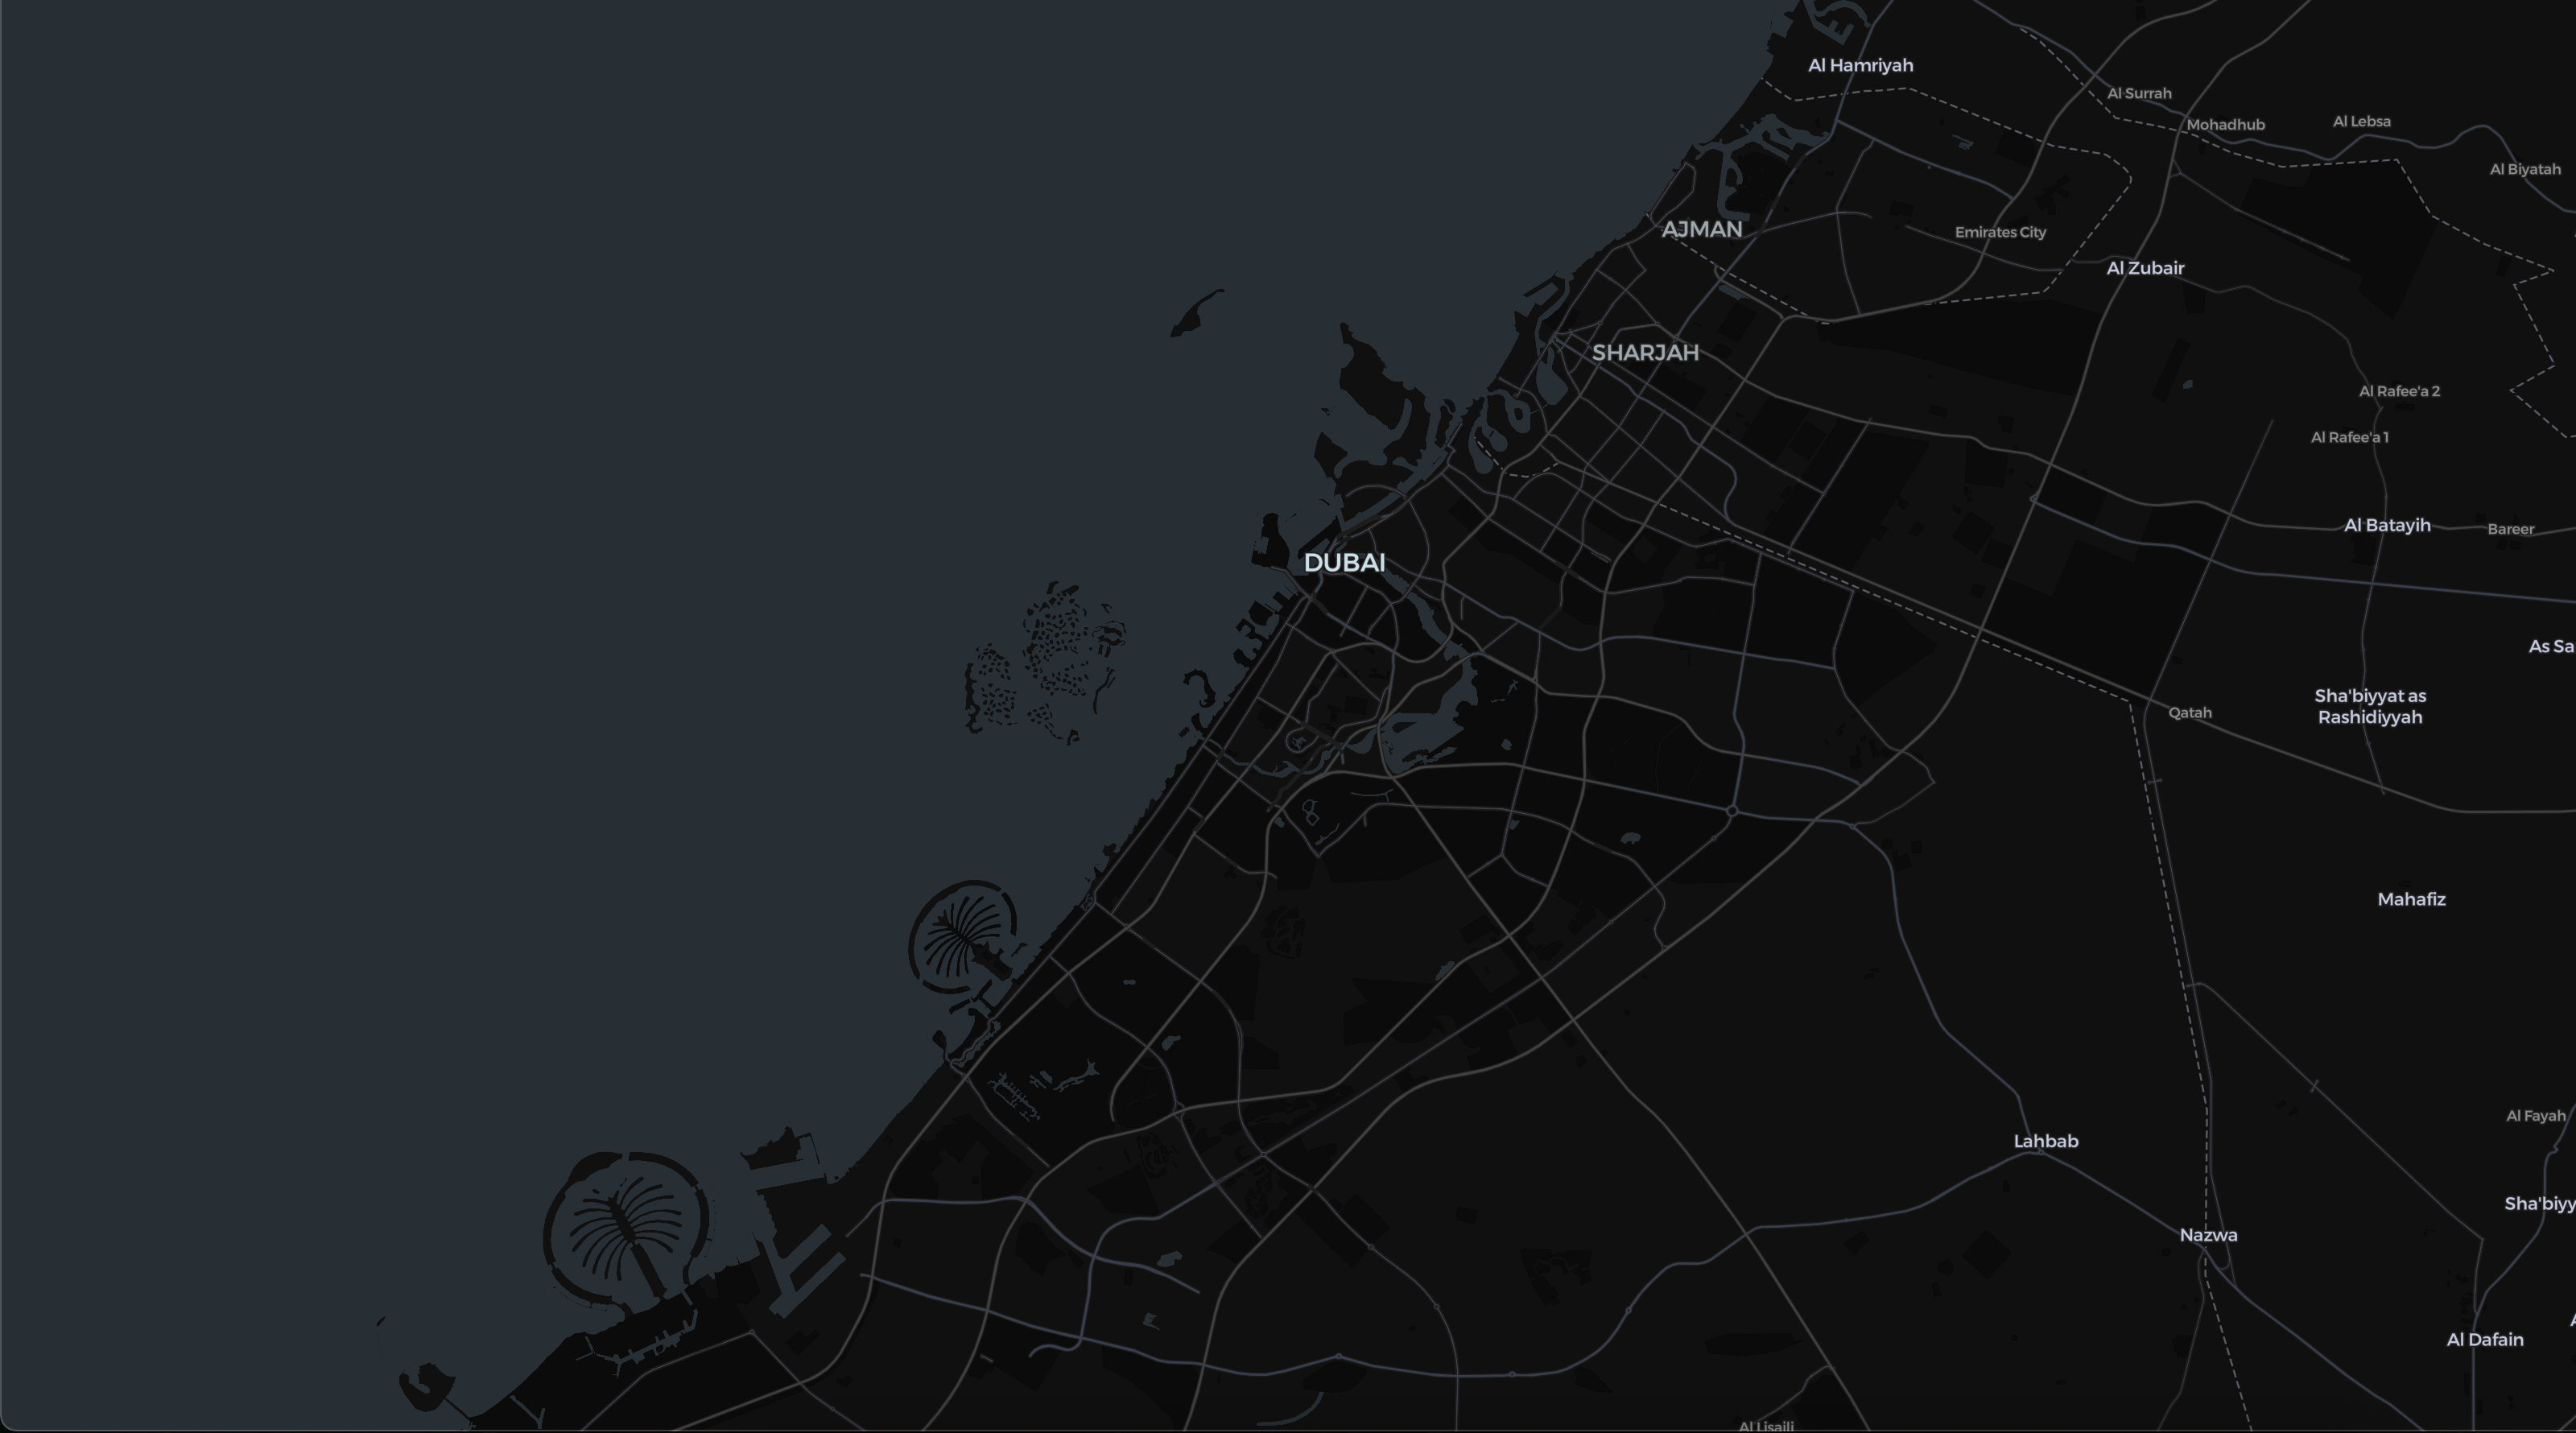 Al Hamriyah
Al Surrah
Mohadhub
Al Lebsa
Al Biyatah
AJMAN
Emirates City
Al Zubair
SHARJAH
Al Rafee'a 2
Al Rafee'a 1
Al Batayih
Bareer
DUBAI
As Sa
Sha'biyyat as
Rashidiyyah
Qatah
Mahafiz
Al Fayah
Lahbab
Sha'biyy
Nazwa
Al Dafain
A
Al Lisaili